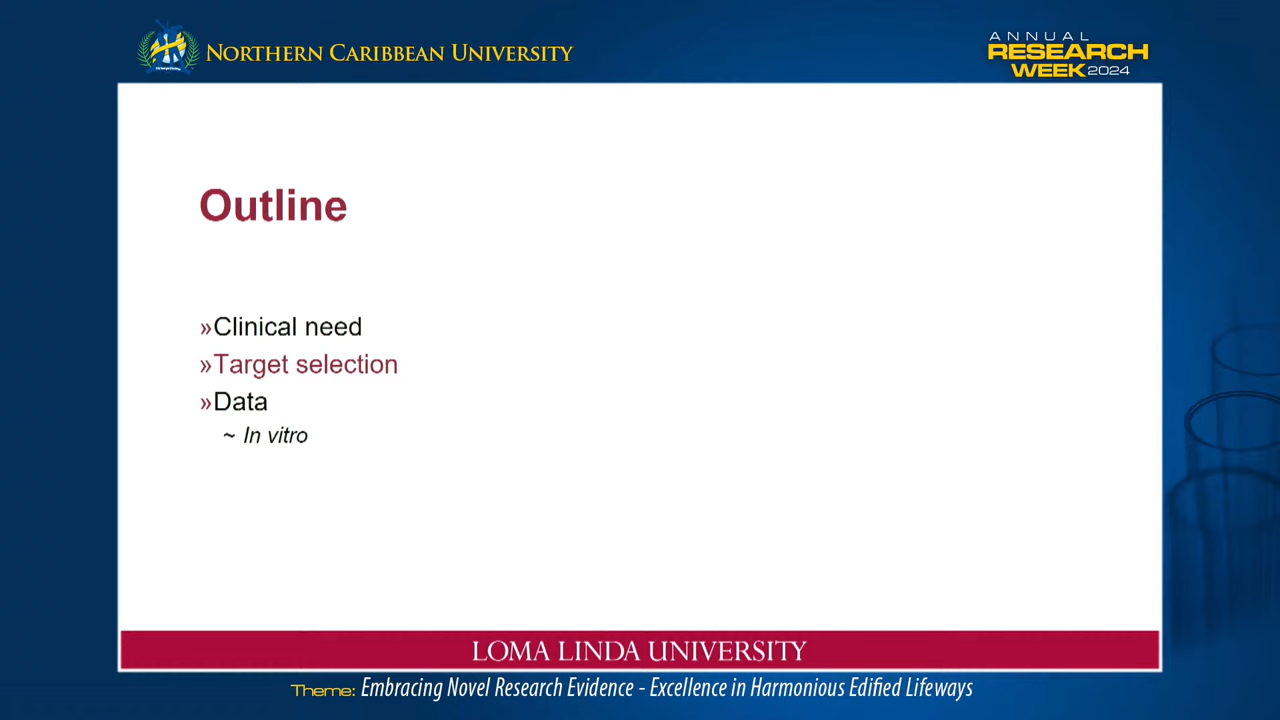 NORTHERN CARIBBEAN UNIVERSITY
ANNUAL
RESEARCH
WEEK 2024
Outline
»Clinical need
»Target selection
»Data
~ In vitro
LOMA LINDA UNIVERSITY
Theme: Embracing Novel Research Evidence - Excellence in Harmonious Edified Lifeways